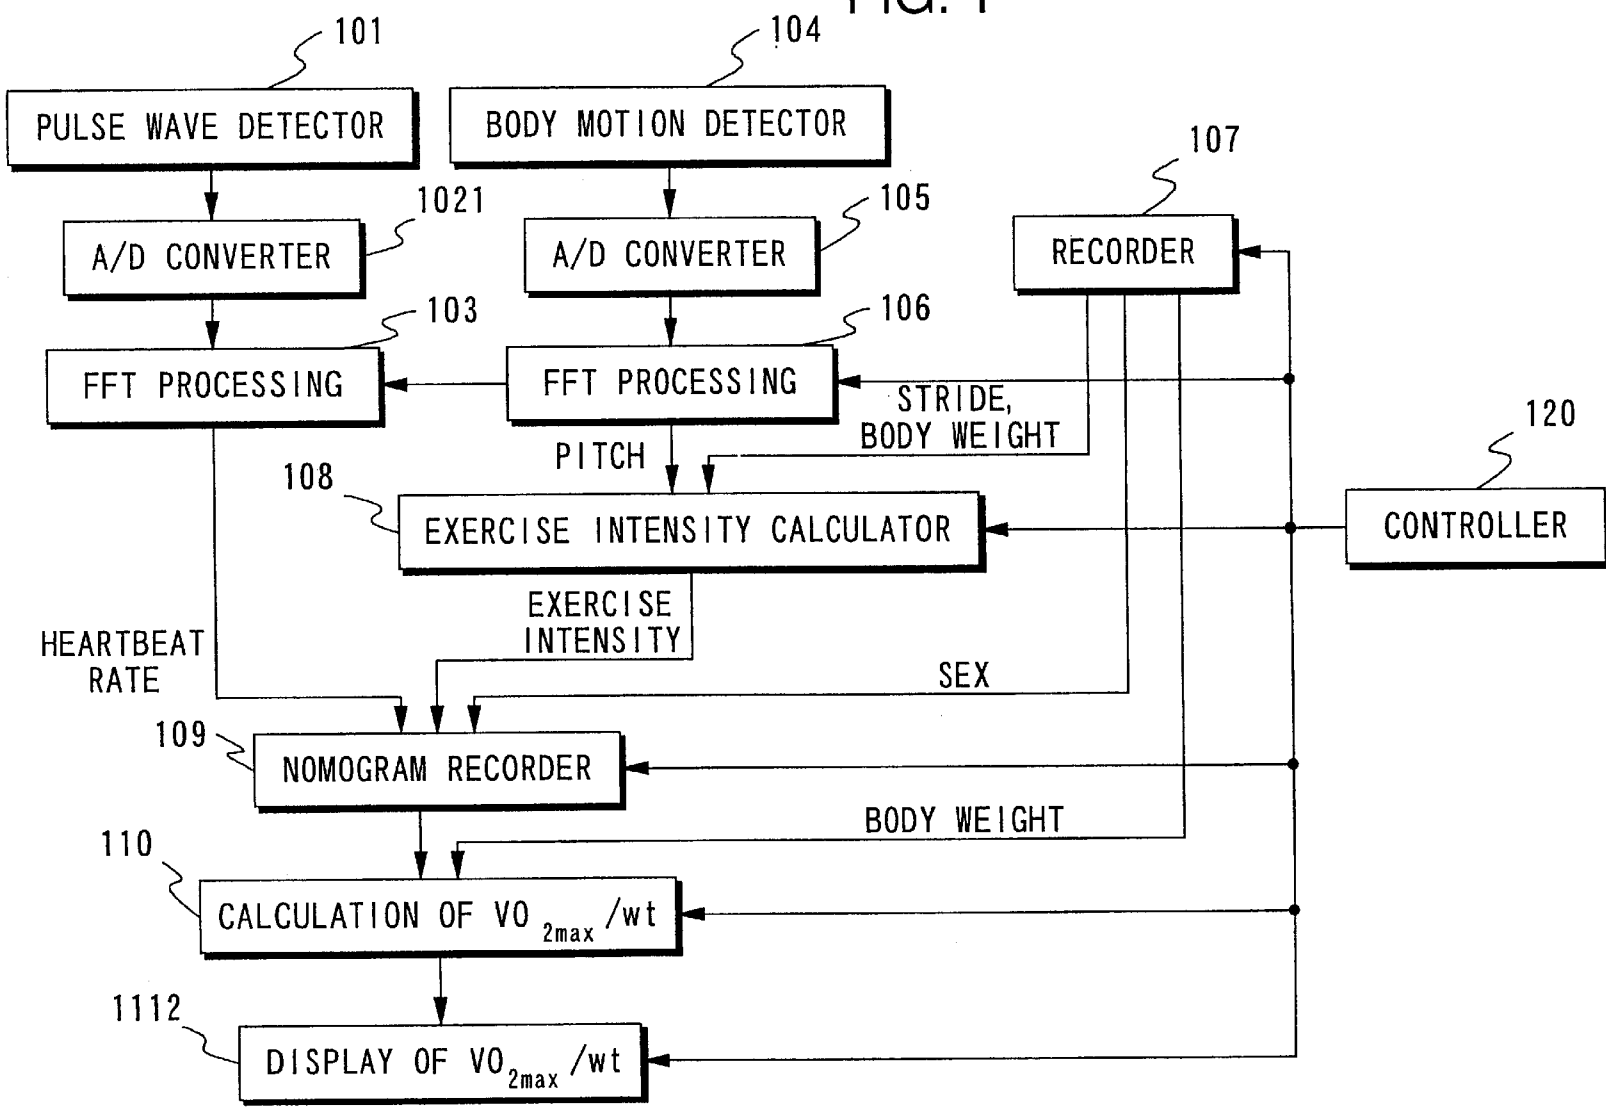 FIG. 1
101
104
PULSE WAVE DETECTOR
BODY MOTION DETECTOR
107
1021
105
A/D CONVERTER
A/D CONVERTER
RECORDER
103
106
FFT PROCESSING
FFT PROCESSING
STRIDE,
BODY WEIGHT
PITCH
120
108
EXERCISE INTENSITY CALCULATOR
CONTROLLER
EXERCISE
INTENSITY
HEARTBEAT
RATE
SEX
109
NOMOGRAM RECORDER
BODY WEIGHT
110
CALCULATION OF VO 2max /wt
1112
DISPLAY OF VO2max /wt